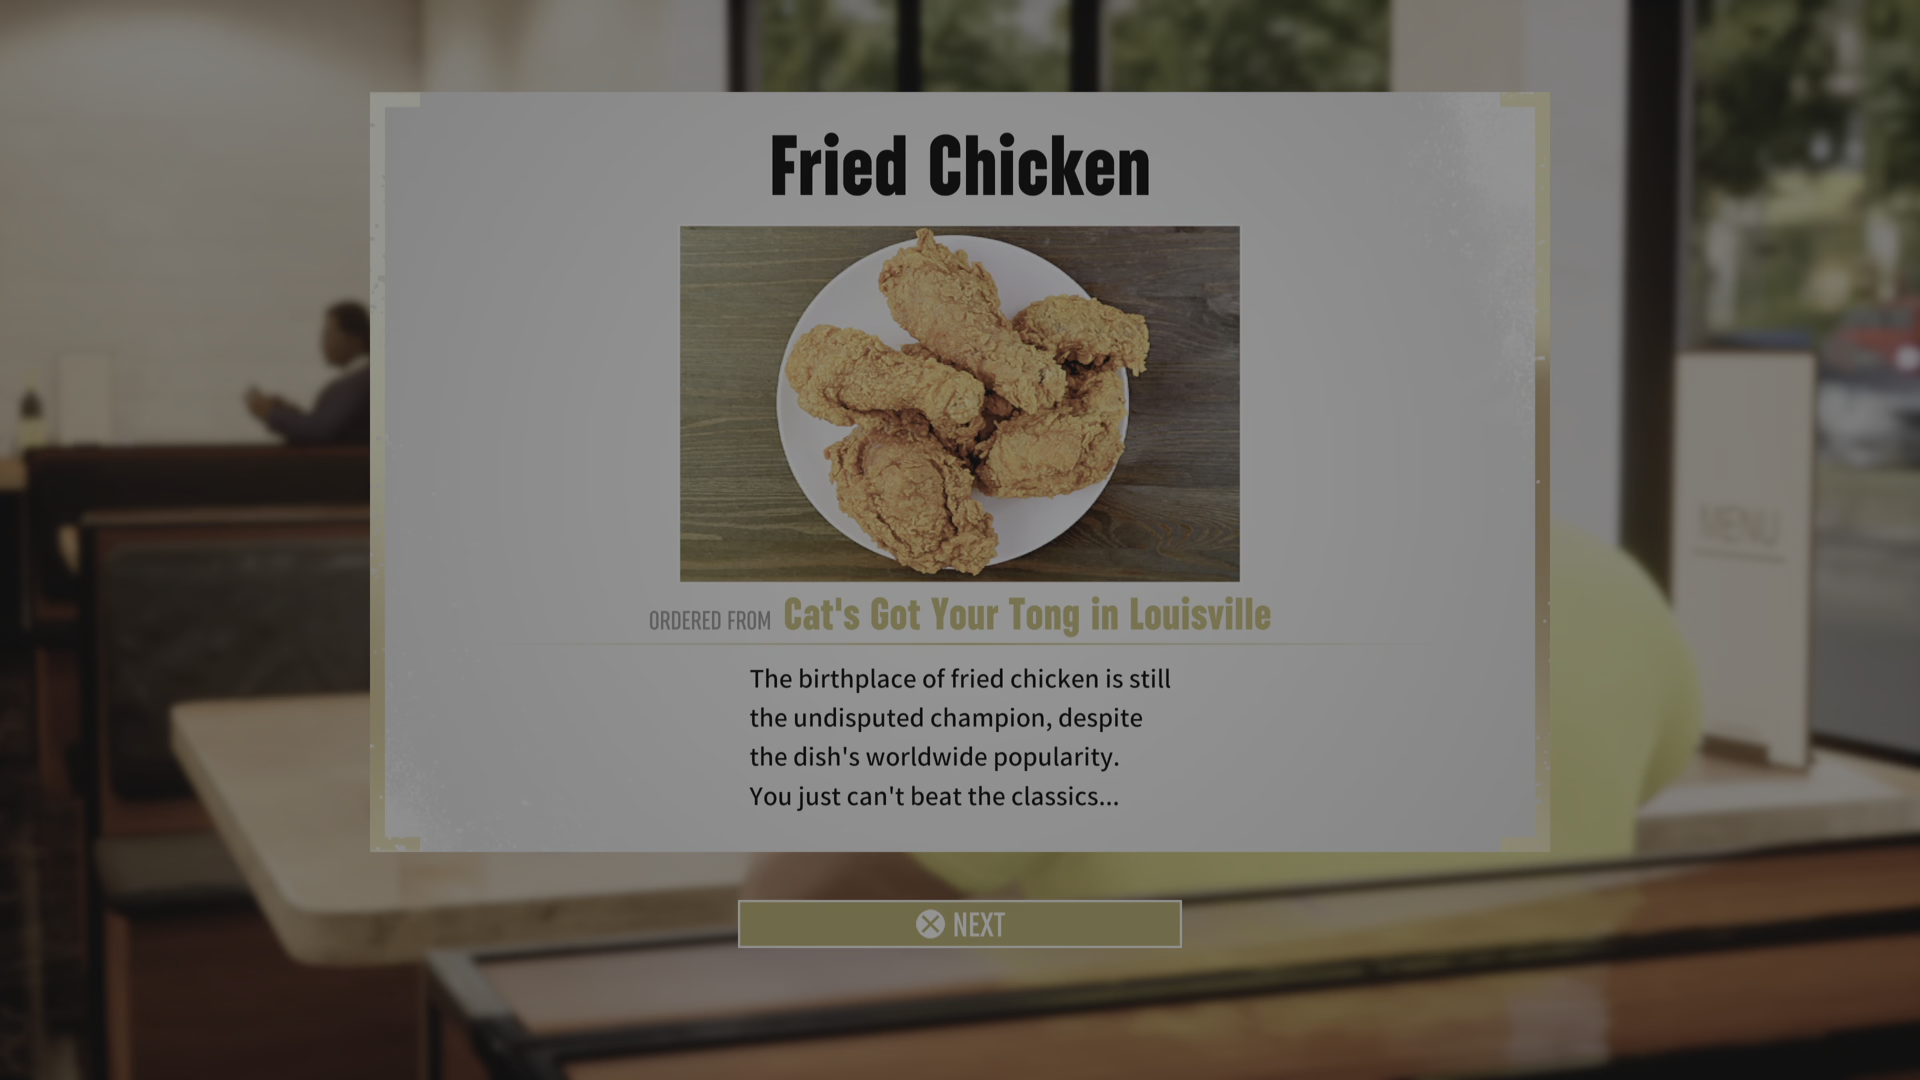 Fried Chicken
ORDERED FROM Cat's Got Your Tong in Louisville
The birthplace of fried chicken is still
the undisputed champion, despite
the dish's worldwide popularity.
You just can't beat the classics...
MENU
NEXT